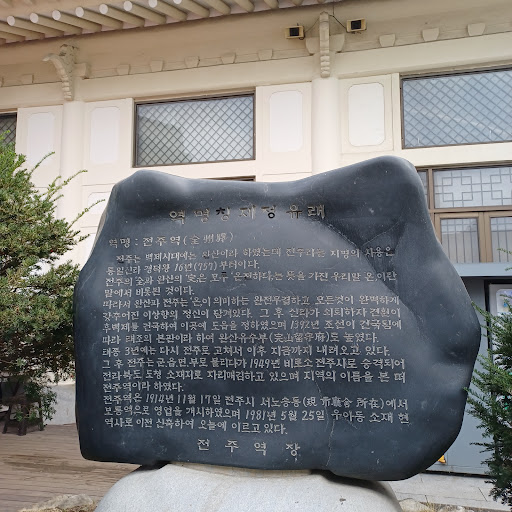 역명칭제정유래
역명 : 전주역(全州驛)
전주는 백제시대에는 완산이라 하였는데 전주라는 지명의 사용은
통일신라 경덕왕 16년(757)부터이다.
전주의 全과 완산의 完은 모두 온전하다는 뜻을 가진 우리말 온이란
말에서 비롯된 것이다.
따라서 완산과 전주는 '온'이 의미하는 완전무결하고 모든것이 완벽하게
갖추어진 이상향의 정신이 담겨있다. 그 후 신라가 의퇴하자 견훤이
후백제를 건국하여 이곳에 도읍을 정하였으며 1392년 조선이 건국됨에
따라 태조의 본관이라 하여 완산유수부(完山留守府)도 높였다.
태종 3년에는 다시 전주로 고쳐서 이후 지금까지 내려오고 있다.
그 후 전주는 군,읍,면,부로 불리다가 1949년 비로소 전주시로 승격되어
전라북도 도청 소재지로 자리매김하고 있으며 지역의 이름을 본 떠
전주역이라 하였다.
전주역은 1914년 11월 17일 전주시 서노송동(現 市廳舍 所在)에서
보통역으로 영업을 개시하였으며 1981년 5월 25일 우아동 소재 현
역사로 이전 신축하여 오늘에 이르고 있다.
전주역장